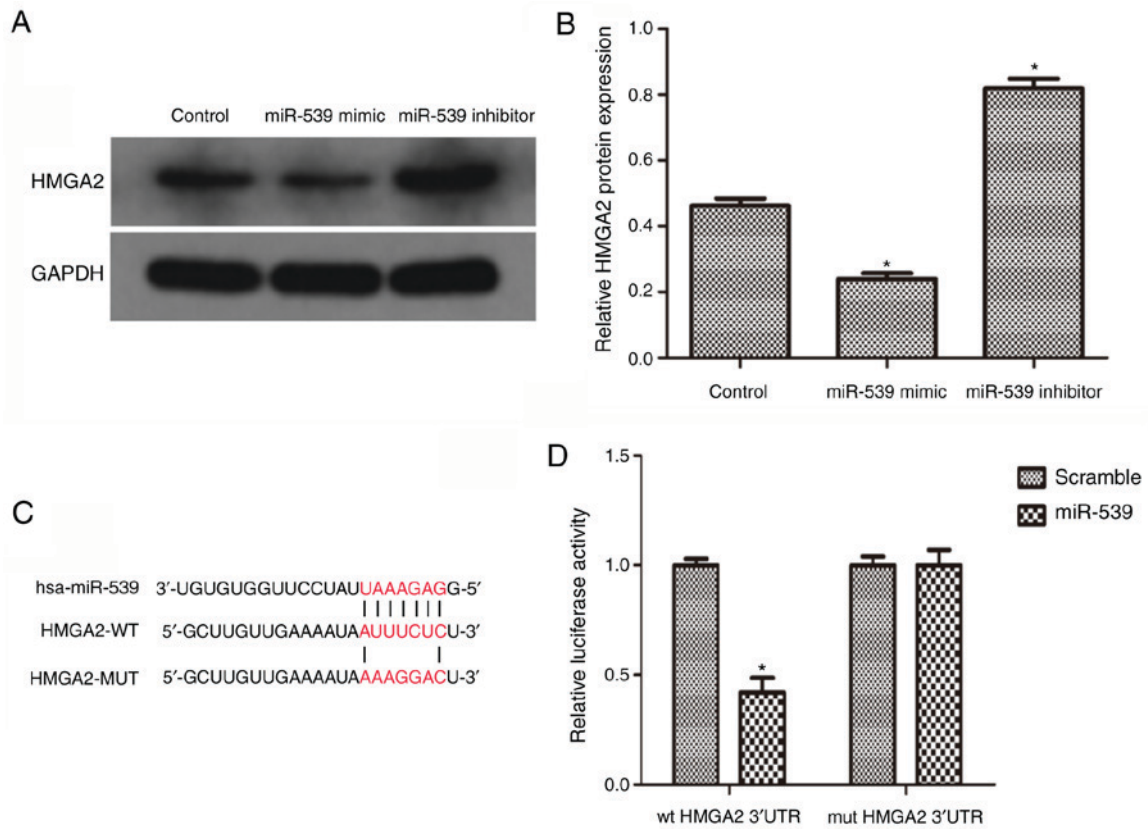 A
Control miR-539 mimic miR-539 inhibitor
HMGA2
GAPDH
B
Relative HMGA2 protein expression
1.0
0.8
0.6
0.4
0.2
0.0
*
*
Control miR-539 mimic miR-539 inhibitor
C
hsa-miR-539 3′-UGUGUGGUUCCUAUUAAAGAGG-5′
HMGA2-WT 5′-GCUUGUUGAAAAUAAUUUCUCU-3′
HMGA2-MUT 5′-GCUUGUUGAAAAUAAAAGGACU-3′
D
Relative luciferase activity
1.5
1.0
0.5
0.0
*
Scramble
miR-539
wt HMGA2 3′UTR mut HMGA2 3′UTR